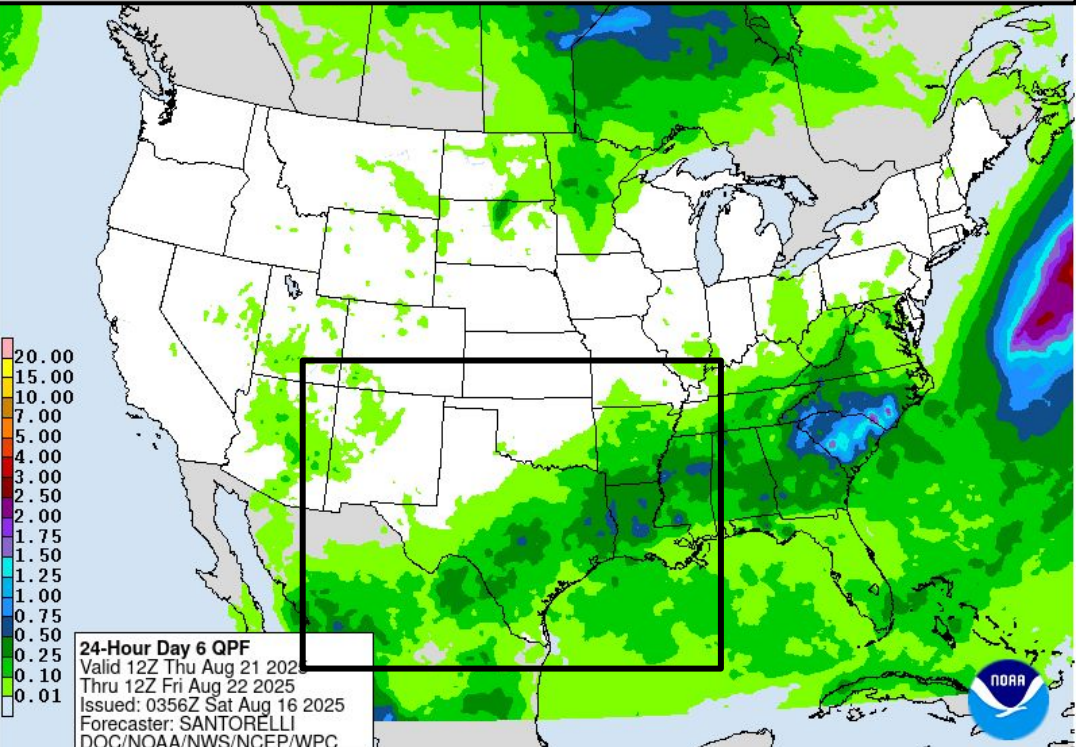 20.00
15.00
10.00
7.00
5.00
4.00
3.00
2.50
2.00
1.75
1.50
1.25
1.00
0.75
0.50
0.25
0.10
0.01
24-Hour Day 6 QPF
Valid 12Z Thu Aug 21 2025
Thru 12Z Fri Aug 22 2025
Issued: 0356Z Sat Aug 16 2025
Forecaster: SANTORELLI
DOC/NOAA/NWS/NCEP/WPC
NOAA